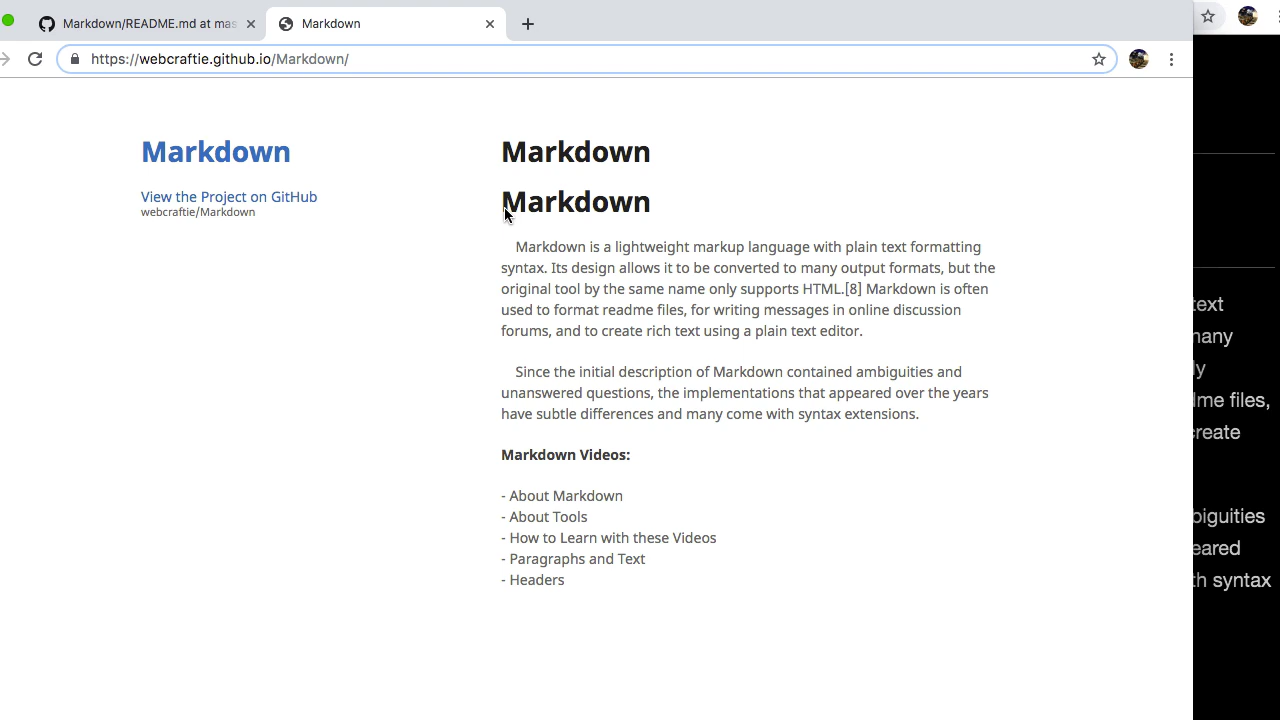 Markdown/README.md at mas
Markdown
https://webcraftie.github.io/Markdown/
Markdown
View the Project on GitHub
webcraftie/Markdown
Markdown
Markdown
Markdown is a lightweight markup language with plain text formatting
syntax. Its design allows it to be converted to many output formats, but the
original tool by the same name only supports HTML.[8] Markdown is often
used to format readme files, for writing messages in online discussion
forums, and to create rich text using a plain text editor.
Since the initial description of Markdown contained ambiguities and
unanswered questions, the implementations that appeared over the years
have subtle differences and many come with syntax extensions.
Markdown Videos:
- About Markdown
- About Tools
- How to Learn with these Videos
- Paragraphs and Text
- Headers
text
many
ly
dme files,
create
biguities
eared
th syntax